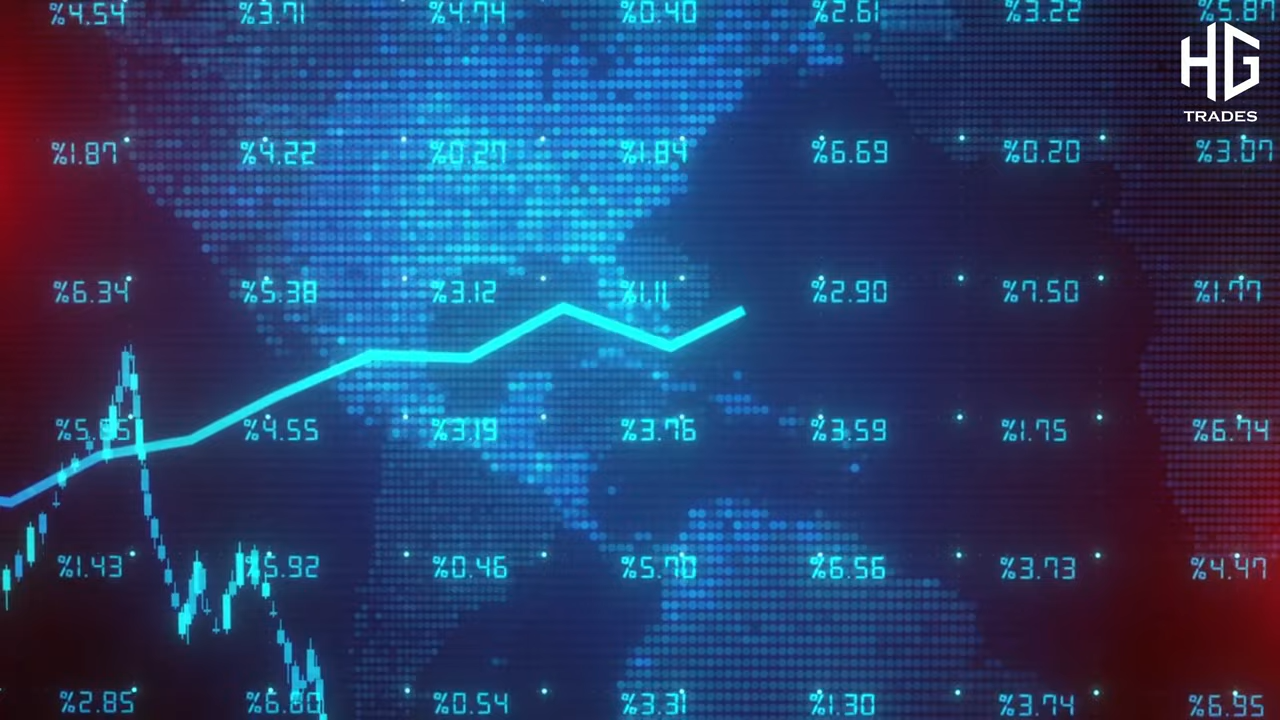 %4.54 %3.71 %4.74 %0.40 %2.61 %3.22 %5.87
HG
TRADES
%1.87 %4.22 %0.27 %1.84 %6.69 %0.20 %3.07
%6.34 %5.38 %3.12 %1.11 %2.90 %7.50
%4.55 %3.19 %3.76 %3.59 %1.75 %6.74
%1.43 %5.92 %0.46 %5.70 %6.56 %3.73 %4.47
%2.85 %6.80 %0.54 %3.31 %1.30 %3.74 %6.95